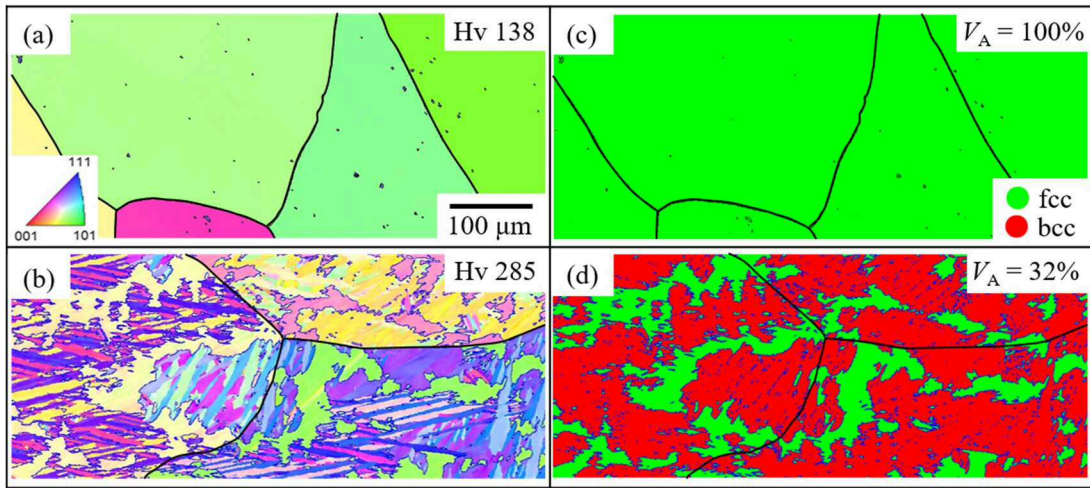 (a)
Hv 138
111
001
101
100 μm
(c)
V_A = 100%
fcc
bcc
(b)
Hv 285
(d)
V_A = 32%